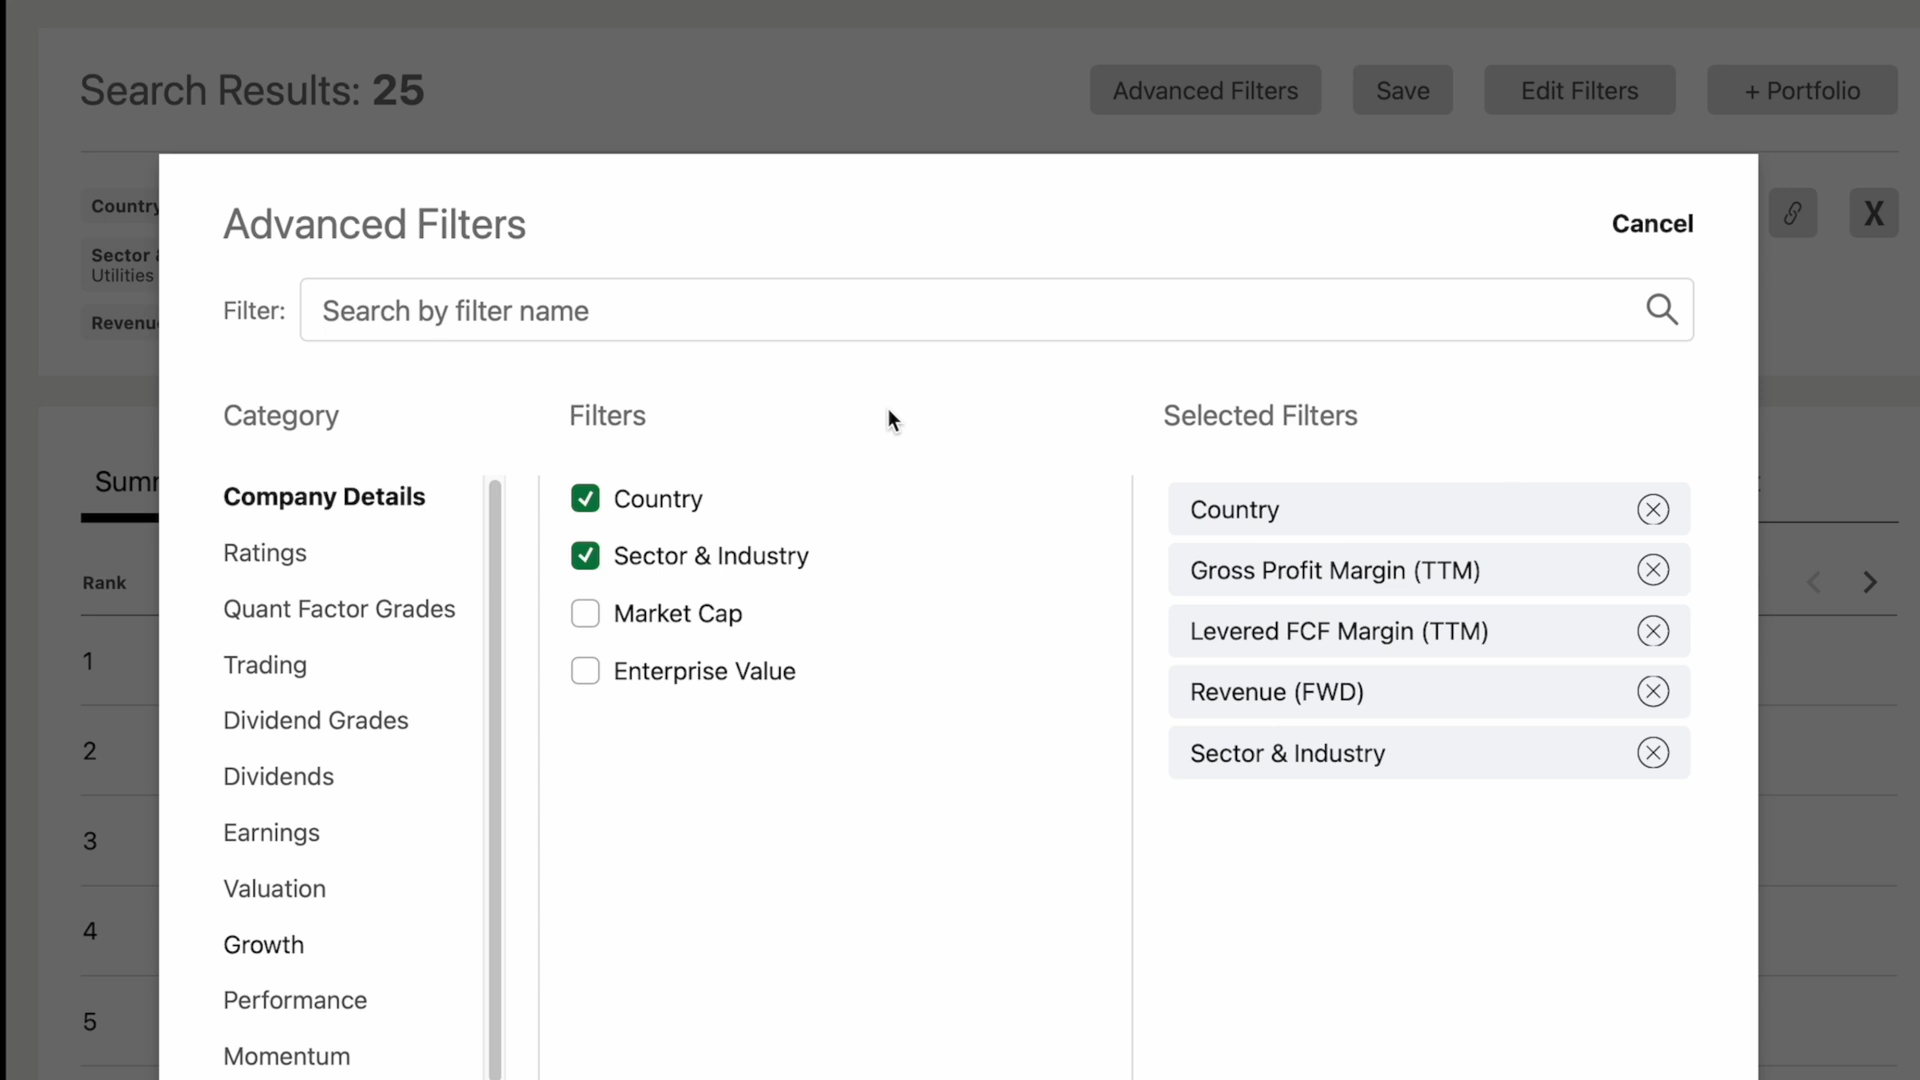 Search Results: 25
Advanced Filters
Save
Edit Filters
+ Portfolio
Country
Sector
Utilities
X
Advanced Filters
Cancel
Filter:
Search by filter name
Category
Filters
Selected Filters
Summ
Rank
1
2
3
4
5
Company Details
Ratings
Quant Factor Grades
Trading
Dividend Grades
Dividends
Earnings
Valuation
Growth
Performance
Momentum
Country
Sector & Industry
Market Cap
Enterprise Value
Country
Gross Profit Margin (TTM)
Levered FCF Margin (TTM)
Revenue (FWD)
Sector & Industry